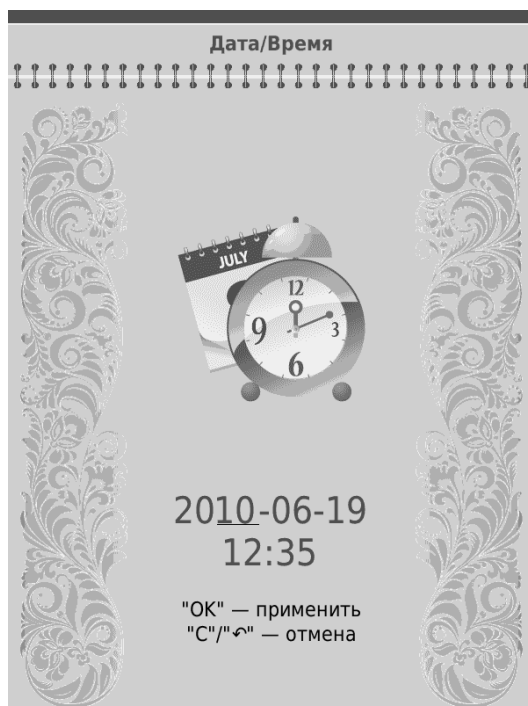 Дата/Время
JULY
12
9
3
6
2010-06-19
12:35
"OK" — применить
"C"/"↶" — отмена